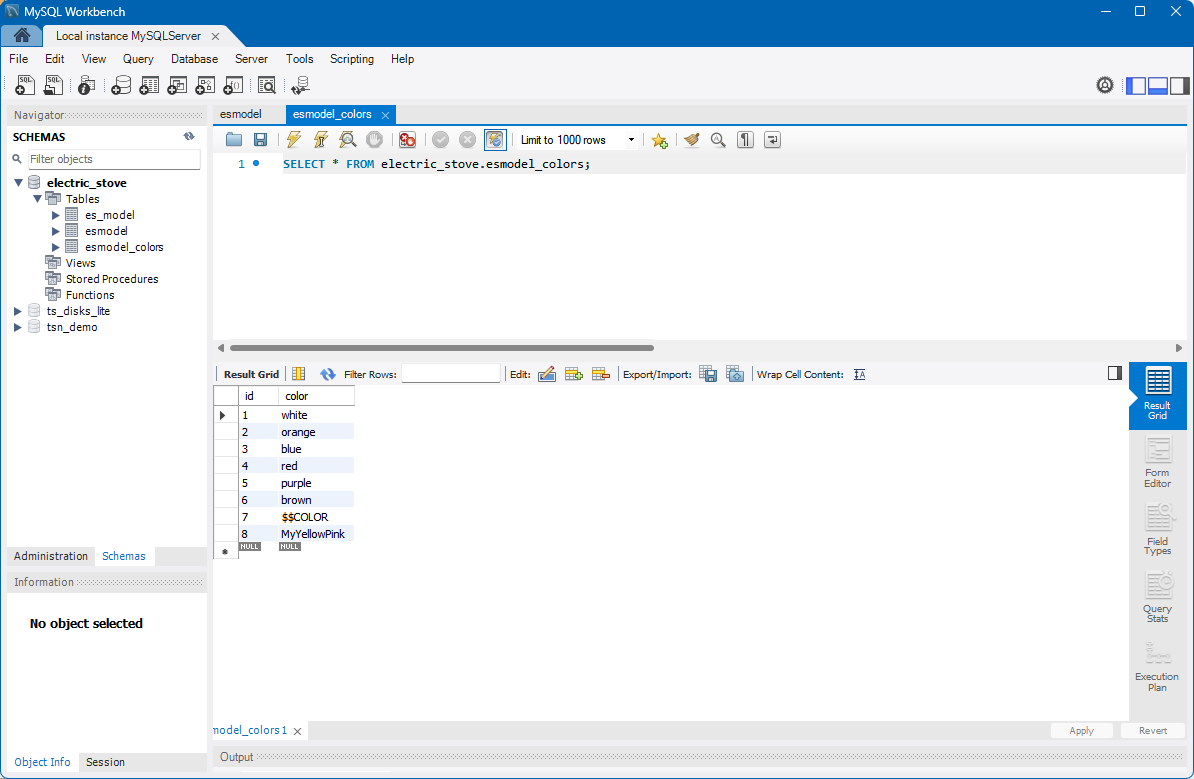 MySQL Workbench
Local instance MySQLServer
File Edit View Query Database Server Tools Scripting Help
Navigator
SCHEMAS
Filter objects
electric_stove
Tables
es_model
esmodel
esmodel_colors
Views
Stored Procedures
Functions
ts_disks_lite
tsn_demo
Administration Schemas
Information
No object selected
Object Info Session
esmodel esmodel_colors
Limit to 1000 rows
1 SELECT * FROM electric_stove.esmodel_colors;
Result Grid Filter Rows: Edit: Export/Import: Wrap Cell Content:
id color
1 white
2 orange
3 blue
4 red
5 purple
6 brown
7 $$COLOR
8 MyYellowPink
NULL NULL
Result
Grid
Form
Editor
Field
Types
Query
Stats
Execution
Plan
model_colors 1
Apply Revert
Output